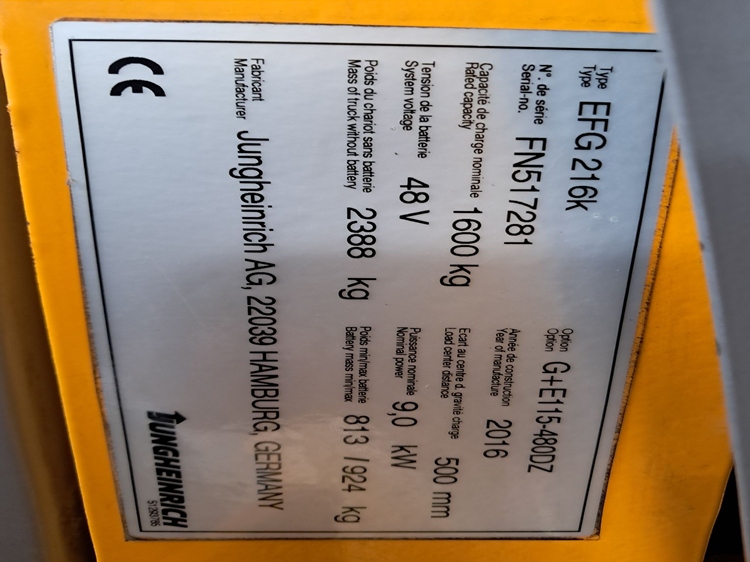 Type
Type EFG 216k
Option
Option G+E115-480DZ
N°. de série
Serial-no. FN517281
Année de construction
Year of manufacture 2016
Capacité de charge nominale
Rated capacity 1600 kg
Ecart au centre d. gravité charge
Load center distance 500 mm
Tension de la batterie
System voltage 48 V
Puissance nominale
Nominal power 9,0 kW
Poids du chariot sans batterie
Mass of truck without battery 2388 kg
Poids min/max batterie
Battery mass min/max 813 / 924 kg
Fabricant
Manufacturer Jungheinrich AG, 22039 HAMBURG, GERMANY
CE
JUNGHEINRICH